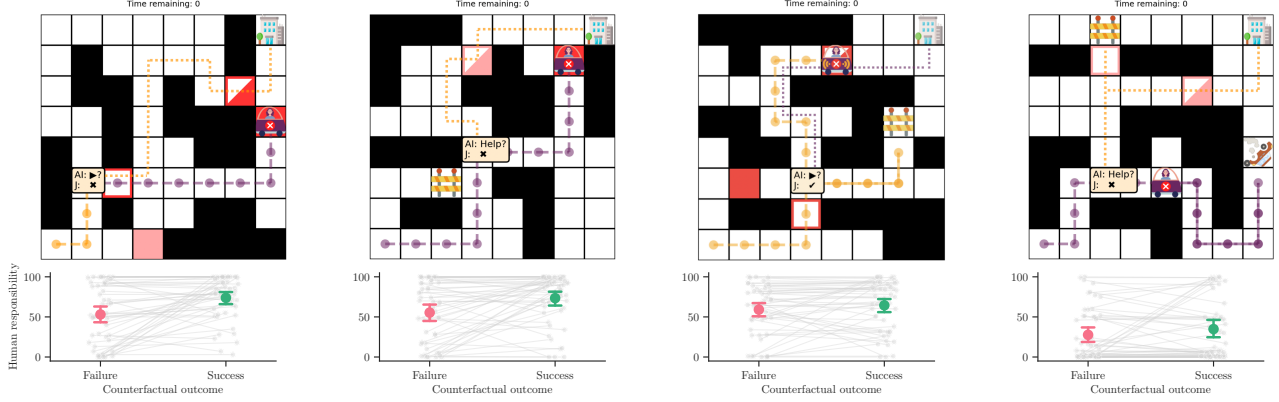 Time remaining: 0
Time remaining: 0
Time remaining: 0
Time remaining: 0
AI: ▶?
J: ✖
AI: Help?
J: ✖
AI: ▶?
J: ✔
AI: Help?
J: ✖
Human responsibility
100
50
0
Failure
Success
Counterfactual outcome
100
50
0
Failure
Success
Counterfactual outcome
100
50
0
Failure
Success
Counterfactual outcome
100
50
0
Failure
Success
Counterfactual outcome